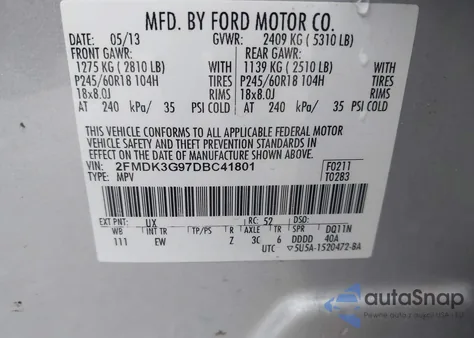 MFD. BY FORD MOTOR CO.
DATE: 05/13 GVWR: 2409 KG ( 5310 LB)
FRONT GAWR: REAR GAWR:
1275 KG ( 2810 LB) WITH 1139 KG ( 2510 LB) WITH
P245/60R18 104H TIRES P245/60R18 104H TIRES
18x8.0J RIMS 18x8.0J RIMS
AT 240 kPa/ 35 PSI COLD AT 240 kPa/ 35 PSI COLD
THIS VEHICLE CONFORMS TO ALL APPLICABLE FEDERAL MOTOR
VEHICLE SAFETY AND THEFT PREVENTION STANDARDS IN EFFECT
ON THE DATE OF MANUFACTURE SHOWN ABOVE.
VIN: 2FMDK3G97DBC41801 F0211
TYPE: MPV T0283
EXT PNT: UX RC: 52 DSO:
WB INT TR TP/PS R AXLE TR SPR DQ11N
111 EW Z 3C 6 DDDD 40A
UTC 5U5A-1520472-BA
autoSnap